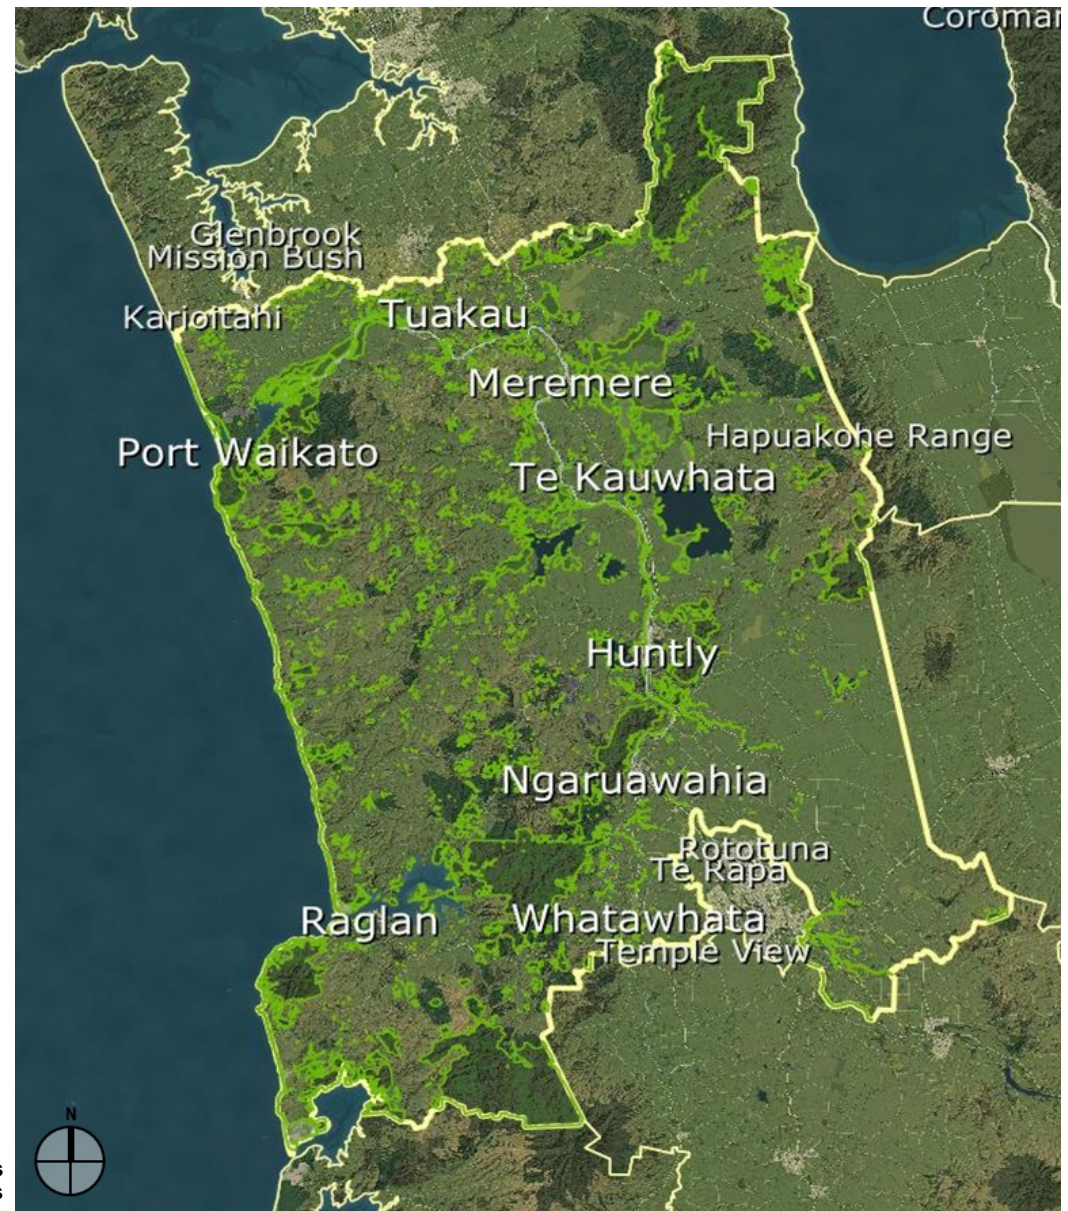 Coromar
Glenbrook
Mission Bush
Karioitahi
Tuakau
Meremere
Hapuakohe Range
Port Waikato
Te Kauwhata
Huntly
Ngaruawahia
Rototuna
Te Rapa
Raglan
Whatawhata
Temple View
N
s
s